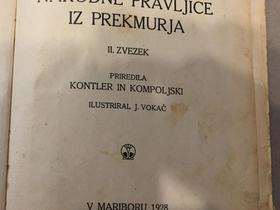 NARODNE PRAVLJICE
IZ PREKMURJA
II. ZVEZEK
PRIREDILA
KONTLER IN KOMPOLJSKI
ILUSTRIRAL J. VOKAČ
V MARIBORU 1928